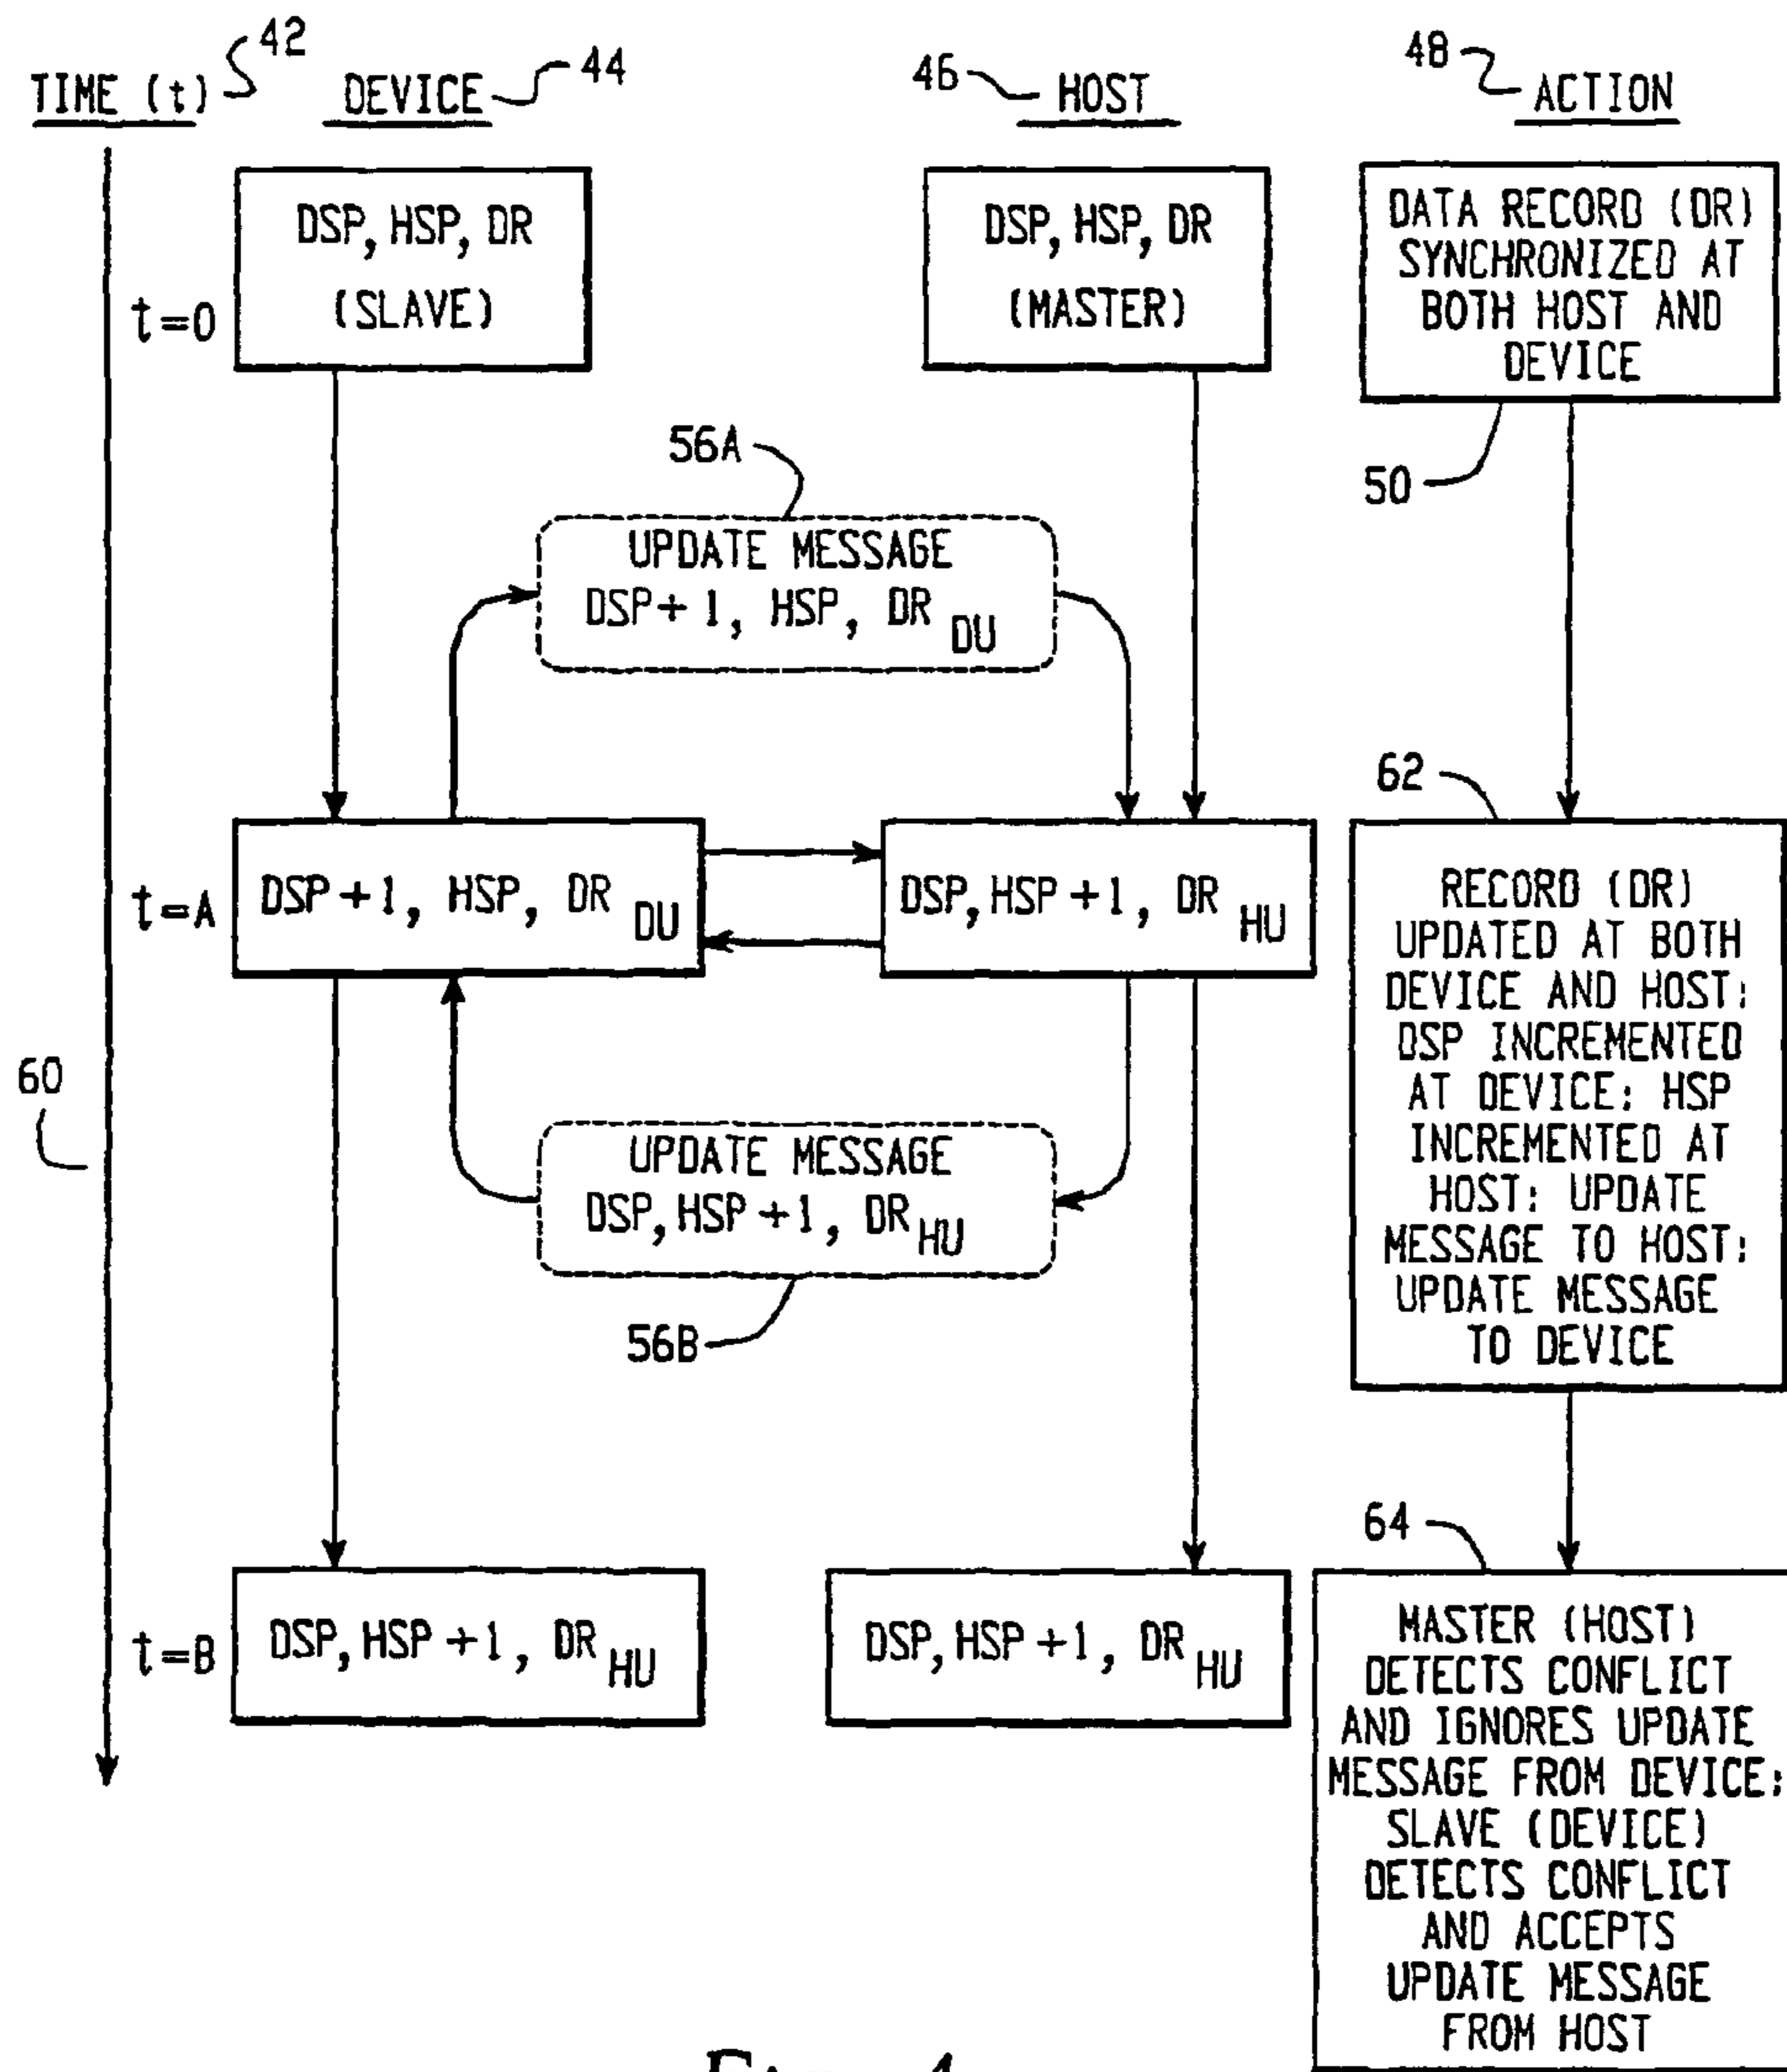 42
44
46
48
TIME (t)
DEVICE
HOST
ACTION
DSP, HSP, DR
(SLAVE)
DSP, HSP, DR
(MASTER)
DATA RECORD (DR)
SYNCHRONIZED AT
BOTH HOST AND
DEVICE
t=0
50
56A
UPDATE MESSAGE
DSP+1, HSP, DR DU
62
t=A
DSP+1, HSP, DR DU
DSP, HSP+1, DR HU
RECORD (DR)
UPDATED AT BOTH
DEVICE AND HOST;
DSP INCREMENTED
AT DEVICE; HSP
INCREMENTED AT
HOST; UPDATE
MESSAGE TO HOST;
UPDATE MESSAGE
TO DEVICE
60
UPDATE MESSAGE
DSP, HSP+1, DR HU
56B
64
t=B
DSP, HSP+1, DR HU
DSP, HSP+1, DR HU
MASTER (HOST)
DETECTS CONFLICT
AND IGNORES UPDATE
MESSAGE FROM DEVICE;
SLAVE (DEVICE)
DETECTS CONFLICT
AND ACCEPTS
UPDATE MESSAGE
FROM HOST